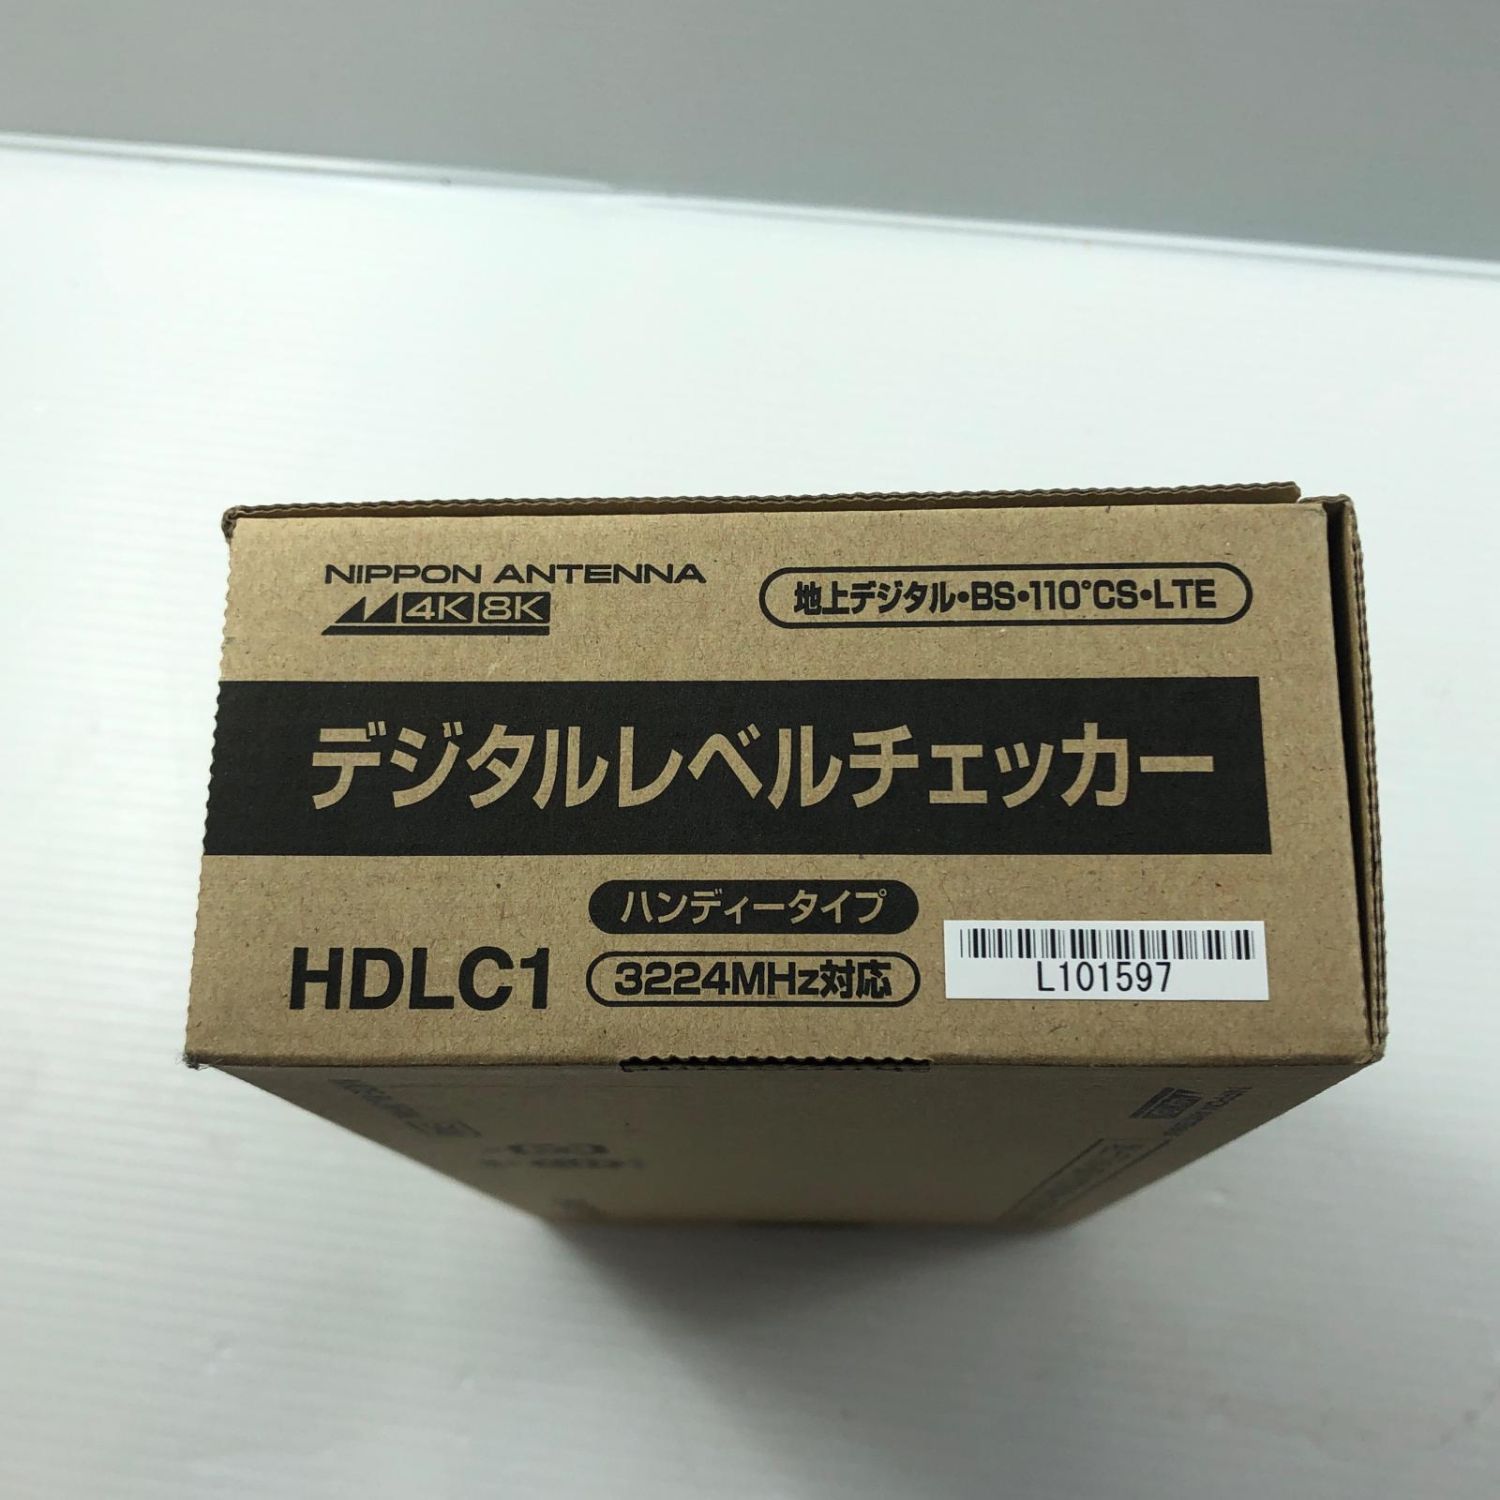 NIPPON ANTENNA
4K 8K
地上デジタル・BS・110°CS・LTE
デジタルレベルチェッカー
ハンディータイプ
HDLC1
3224MHz対応
L101597